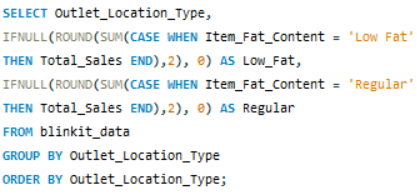 SELECT Outlet_Location_Type,
IFNULL(ROUND(SUM(CASE WHEN Item_Fat_Content = 'Low Fat'
THEN Total_Sales END),2), 0) AS Low_Fat,
IFNULL(ROUND(SUM(CASE WHEN Item_Fat_Content = 'Regular'
THEN Total_Sales END),2), 0) AS Regular
FROM blinkit_data
GROUP BY Outlet_Location_Type
ORDER BY Outlet_Location_Type;